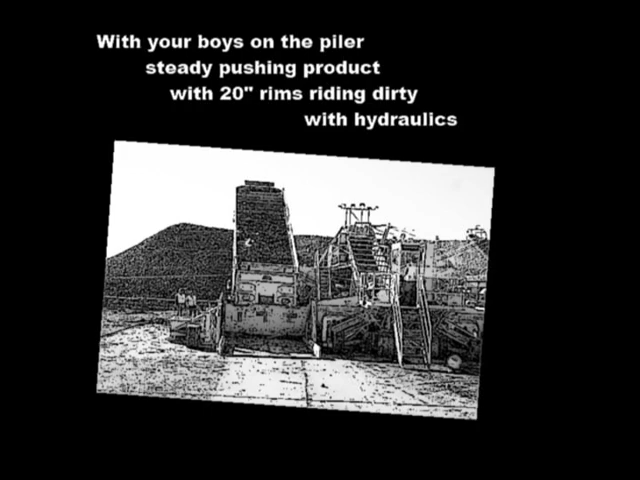 With your boys on the piler
steady pushing product
with 20" rims riding dirty
with hydraulics